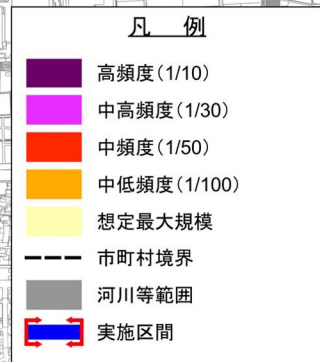 凡 例
高頻度(1/10)
中高頻度(1/30)
中頻度(1/50)
中低頻度(1/100)
想定最大規模
市町村境界
河川等範囲
実施区間